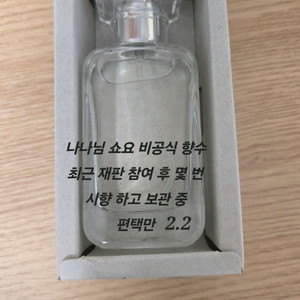 나나님 쇼요 비공식 향수
최근 재판 참여 후 몇 번
시향 하고 보관 중
편택만 2.2